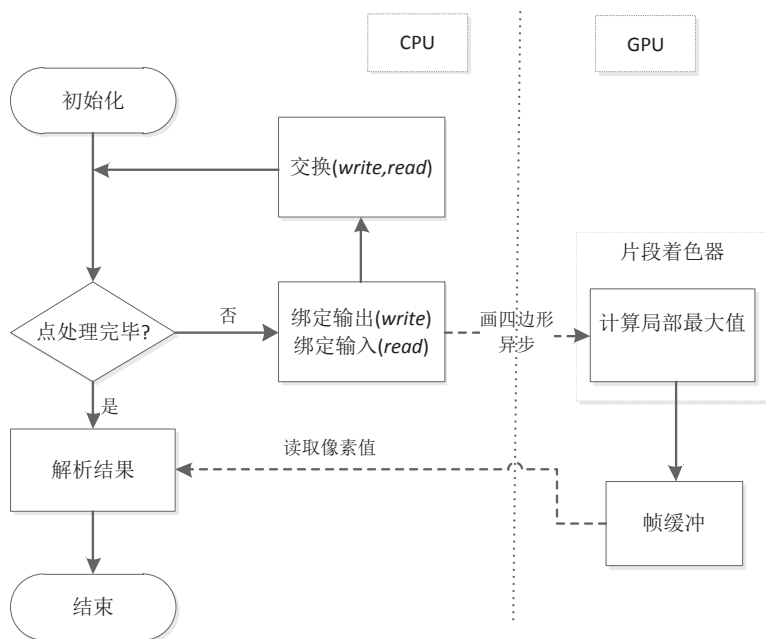 CPU
GPU
初始化
交换(write,read)
片段着色器
点处理完毕?
否
绑定输出(write)
绑定输入(read)
画四边形
异步
计算局部最大值
是
解析结果
读取像素值
帧缓冲
结束